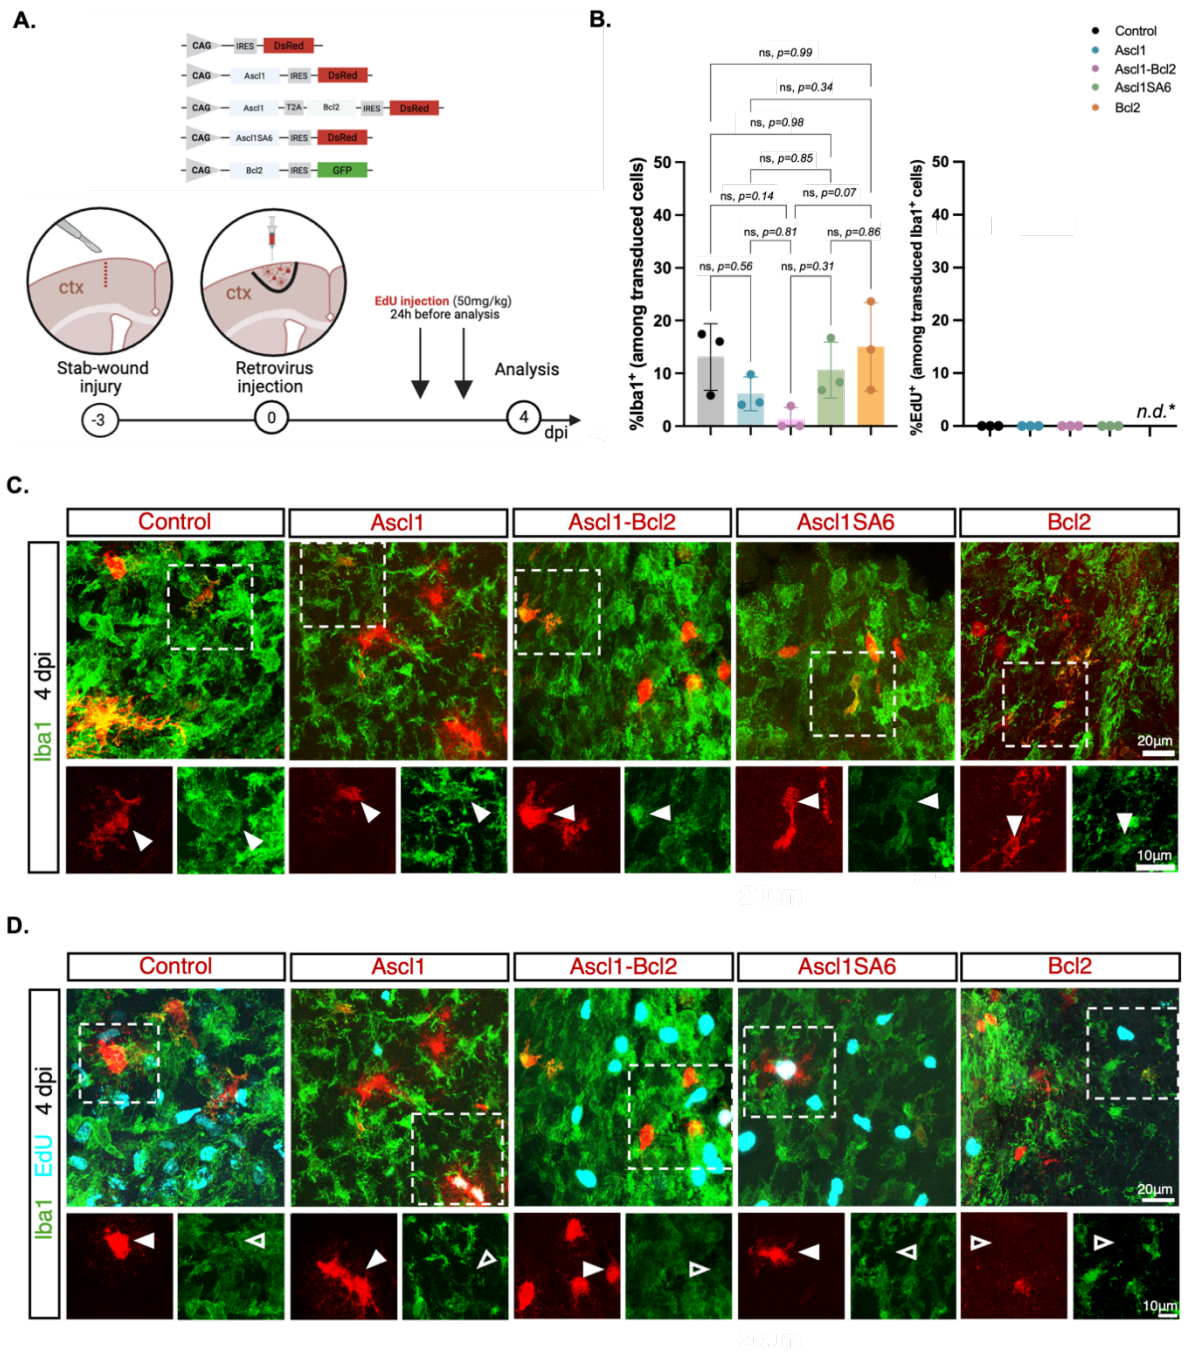 A.
CAG IRES DsRed
CAG Ascl1 IRES DsRed
CAG Ascl1 T2A Bcl2 IRES DsRed
CAG Ascl1SA6 IRES DsRed
CAG Bcl2 IRES GFP
ctx
ctx
Stab-wound
injury
Retrovirus
injection
EdU injection (50mg/kg)
24h before analysis
Analysis
-3
0
4
dpi
B.
Control
Ascl1
Ascl1-Bcl2
Ascl1SA6
Bcl2
%Iba1+ (among transduced cells)
50
40
30
20
10
0
ns, p=0.99
ns, p=0.34
ns, p=0.98
ns, p=0.85
ns, p=0.14
ns, p=0.07
ns, p=0.81
ns, p=0.86
ns, p=0.56
ns, p=0.31
%EdU+ (among transduced Iba1+ cells)
50
40
30
20
10
0
n.d.*
C.
Control
Ascl1
Ascl1-Bcl2
Ascl1SA6
Bcl2
Iba1 4 dpi
20µm
10µm
20µm
D.
Control
Ascl1
Ascl1-Bcl2
Ascl1SA6
Bcl2
Iba1 EdU 4 dpi
20µm
10µm
20µm